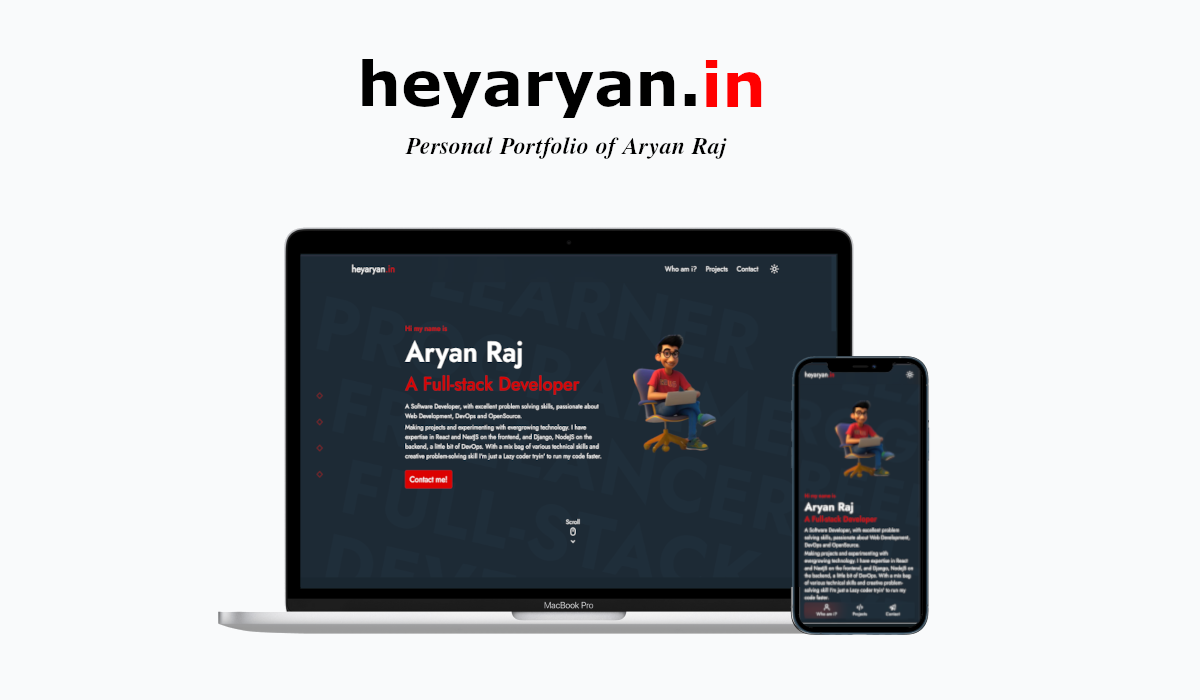 heyaryan.in
Personal Portfolio of Aryan Raj
heyaryan.in
Who am i? Projects Contact
LEARNER
Hi my name is
Aryan Raj
A Full-stack Developer
A Software Developer, with excellent problem solving skills, passionate about
Web Development, DevOps and OpenSource.
Making projects and experimenting with evergrowing technology. I have
expertise in React and NextJS on the frontend, and Django, NodeJS on the
backend, a little bit of DevOps. With a mix bag of various technical skills and
creative problem-solving skill I'm just a Lazy coder tryin' to run my code faster.
Contact me!
FULL-STACK
Scroll
MacBook Pro
heyaryan.in
Hi my name is
Aryan Raj
A Full-stack Developer
A Software Developer, with excellent problem
solving skills, passionate about Web Development,
DevOps and OpenSource.
Making projects and experimenting with
evergrowing technology. I have expertise in React
and NextJS on the frontend, and Django, NodeJS on
the backend, a little bit of DevOps. With a mix bag
of various technical skills and creative problem-
solving skill I'm just a Lazy coder tryin' to run my
code faster.
Who am i? Projects Contact